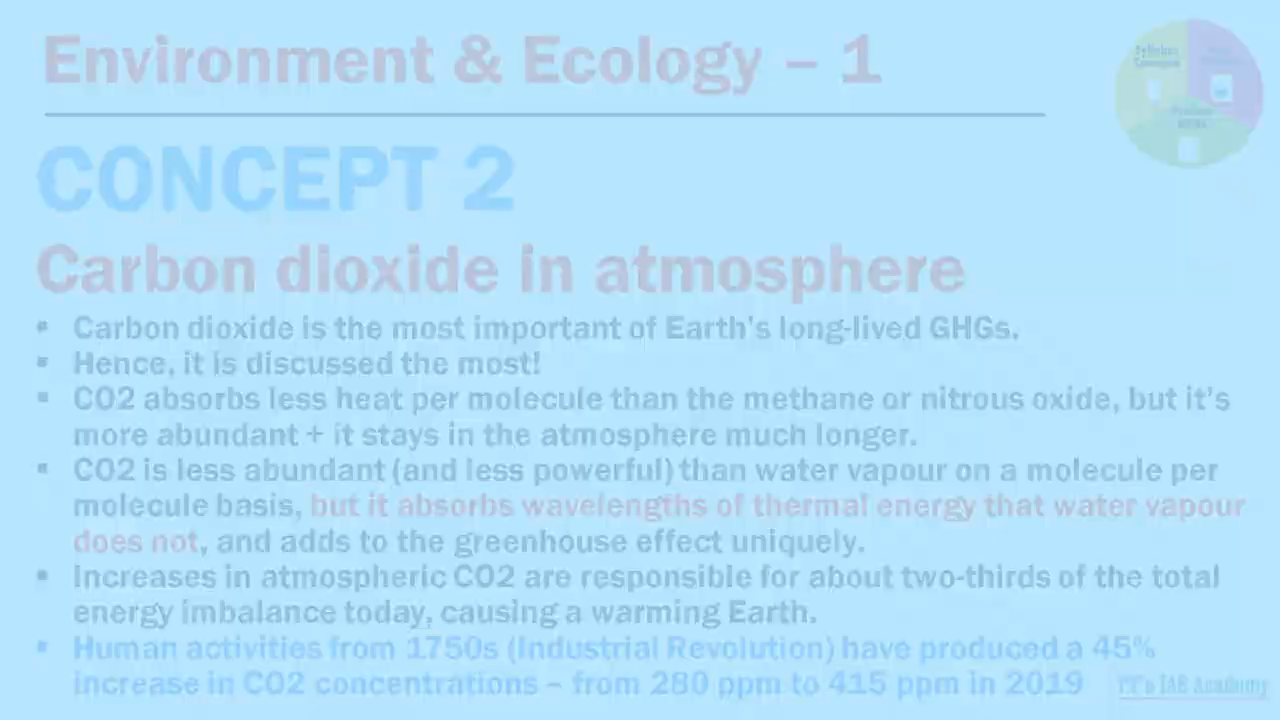 Environment & Ecology – 1
CONCEPT 2
Carbon dioxide in atmosphere
▪ Carbon dioxide is the most important of Earth's long-lived GHGs.
▪ Hence, it is discussed the most!
▪ CO2 absorbs less heat per molecule than the methane or nitrous oxide, but it's
more abundant + it stays in the atmosphere much longer.
▪ CO2 is less abundant (and less powerful) than water vapour on a molecule per
molecule basis, but it absorbs wavelengths of thermal energy that water vapour
does not, and adds to the greenhouse effect uniquely.
▪ Increases in atmospheric CO2 are responsible for about two-thirds of the total
energy imbalance today, causing a warming Earth.
▪ Human activities from 1750s (Industrial Revolution) have produced a 45%
increase in CO2 concentrations – from 280 ppm to 415 ppm in 2019
IAS Academy